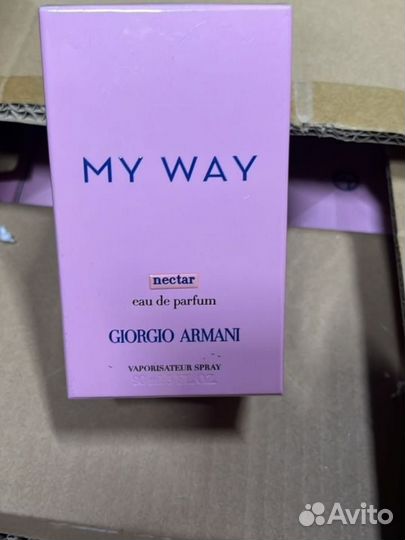 MY WAY
nectar
eau de parfum
GIORGIO ARMANI
VAPORISATEUR SPRAY
Avito